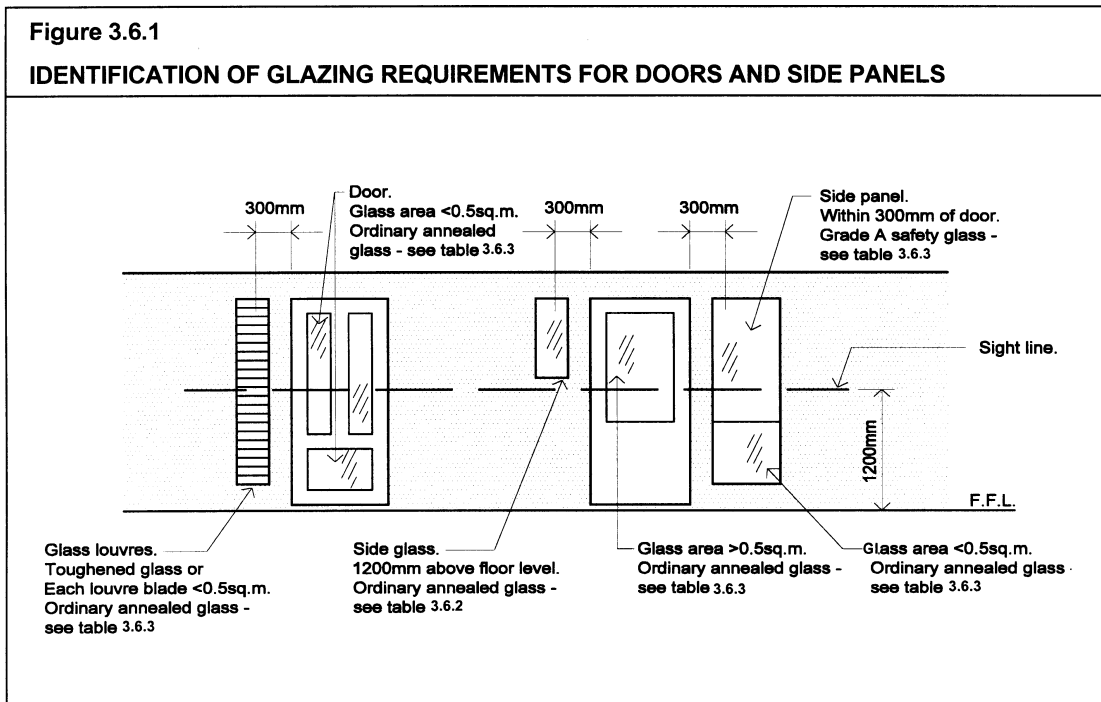 Figure 3.6.1
IDENTIFICATION OF GLAZING REQUIREMENTS FOR DOORS AND SIDE PANELS
300mm
Door.
Glass area <0.5sq.m.
Ordinary annealed
glass - see table 3.6.3
300mm
300mm
Side panel.
Within 300mm of door.
Grade A safety glass -
see table 3.6.3
Sight line.
1200mm
F.F.L.
Glass louvres.
Toughened glass or
Each louvre blade <0.5sq.m.
Ordinary annealed glass -
see table 3.6.3
Side glass.
1200mm above floor level.
Ordinary annealed glass -
see table 3.6.2
Glass area >0.5sq.m.
Ordinary annealed glass -
see table 3.6.3
Glass area <0.5sq.m.
Ordinary annealed glass -
see table 3.6.3